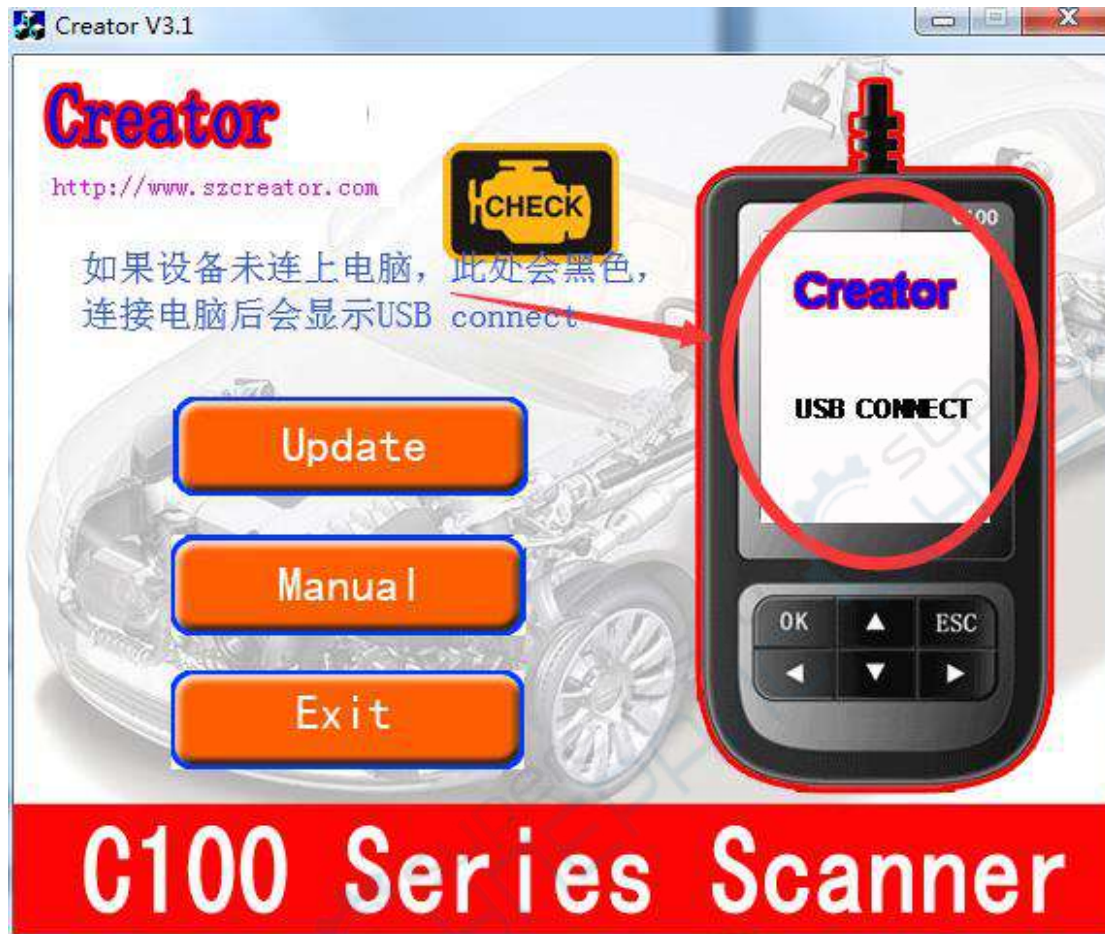 Creator V3.1
Creator
http://www.szcreator.com
CHECK
如果设备未连上电脑，此处会黑色，
连接电脑后会显示USB connect
C100
Creator
USB CONNECT
Update
Manual
Exit
OK
ESC
C100 Series Scanner